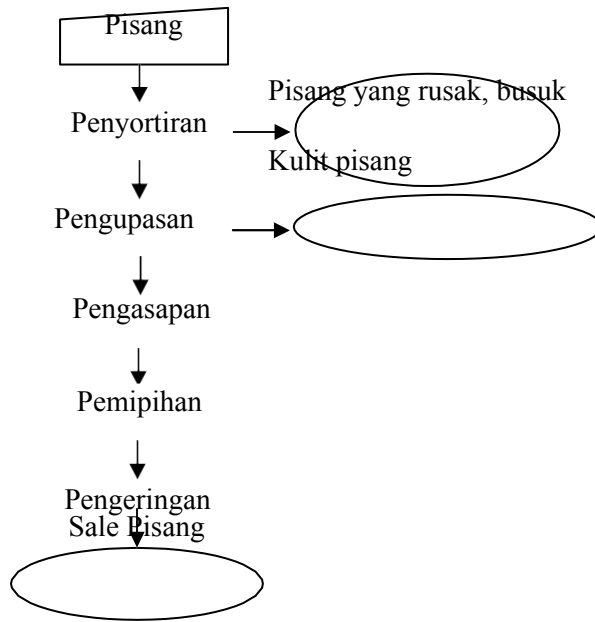 Pisang
Pisang yang rusak, busuk
Penyortiran
Kulit pisang
Pengupasan
Pengasapan
Pemipihan
Pengeringan
Sale Pisang